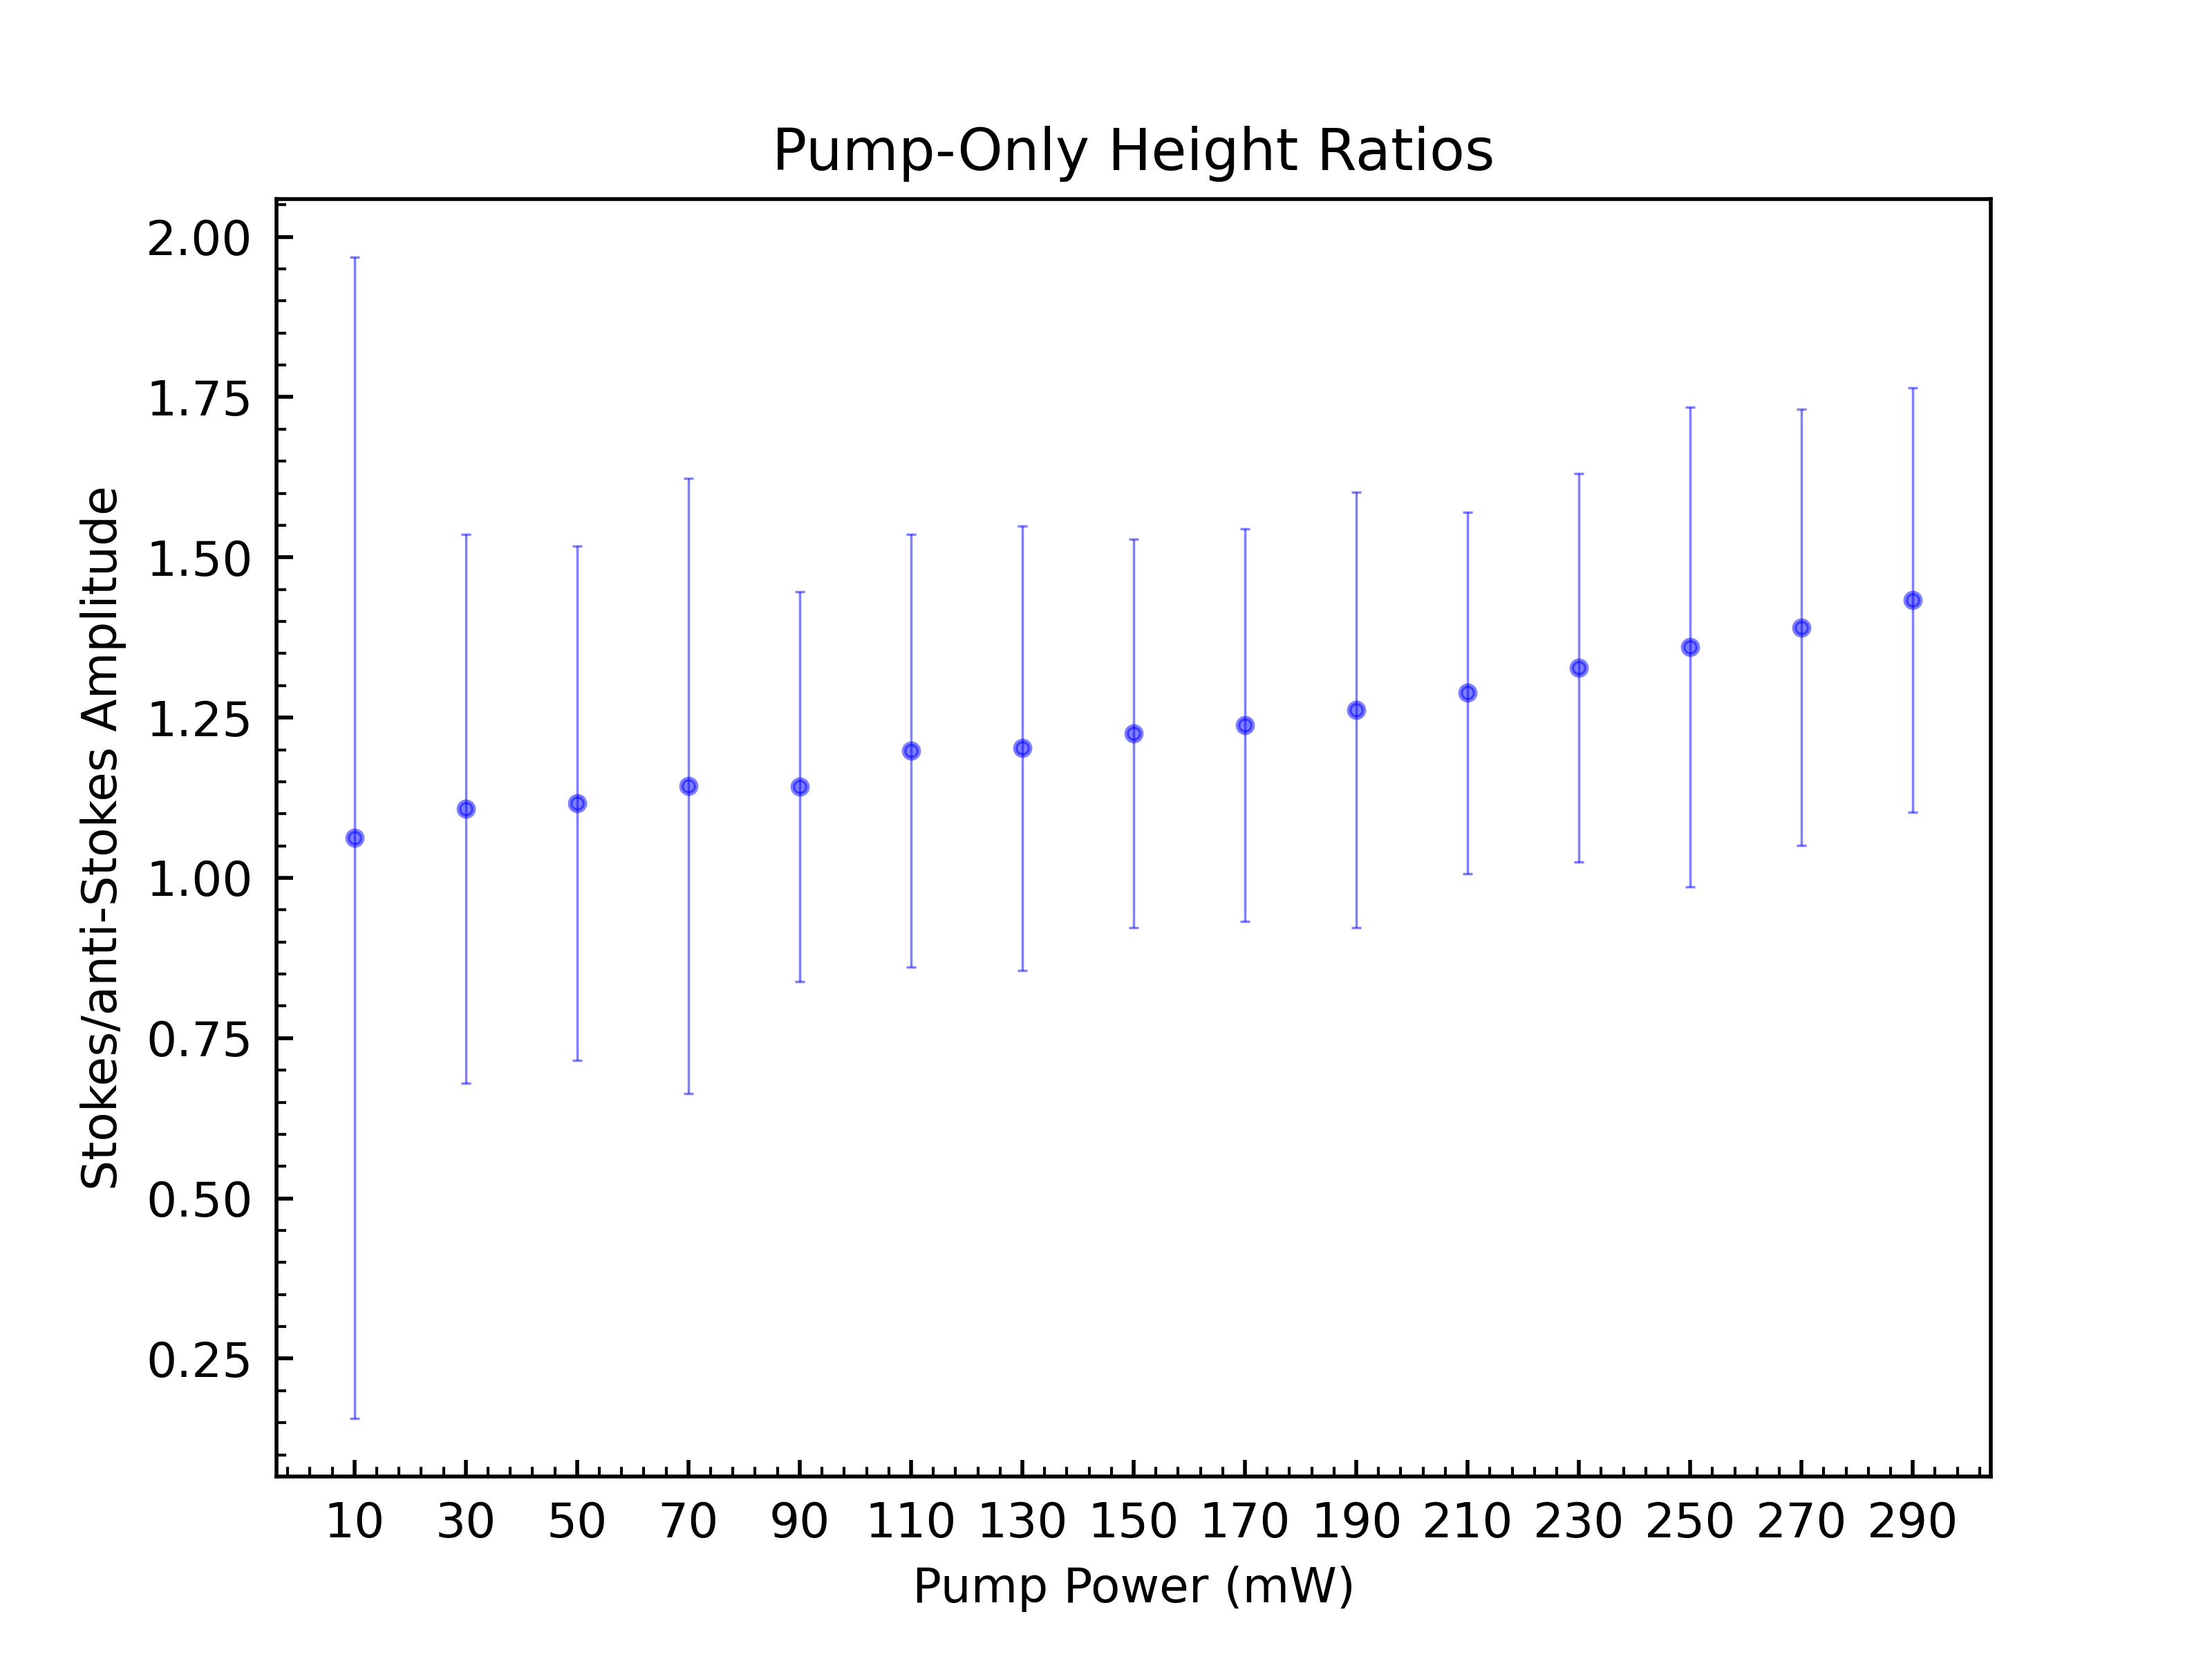 Pump-Only Height Ratios
Stokes/anti-Stokes Amplitude
2.00
1.75
1.50
1.25
1.00
0.75
0.50
0.25
10 30 50 70 90 110 130 150 170 190 210 230 250 270 290
Pump Power (mW)